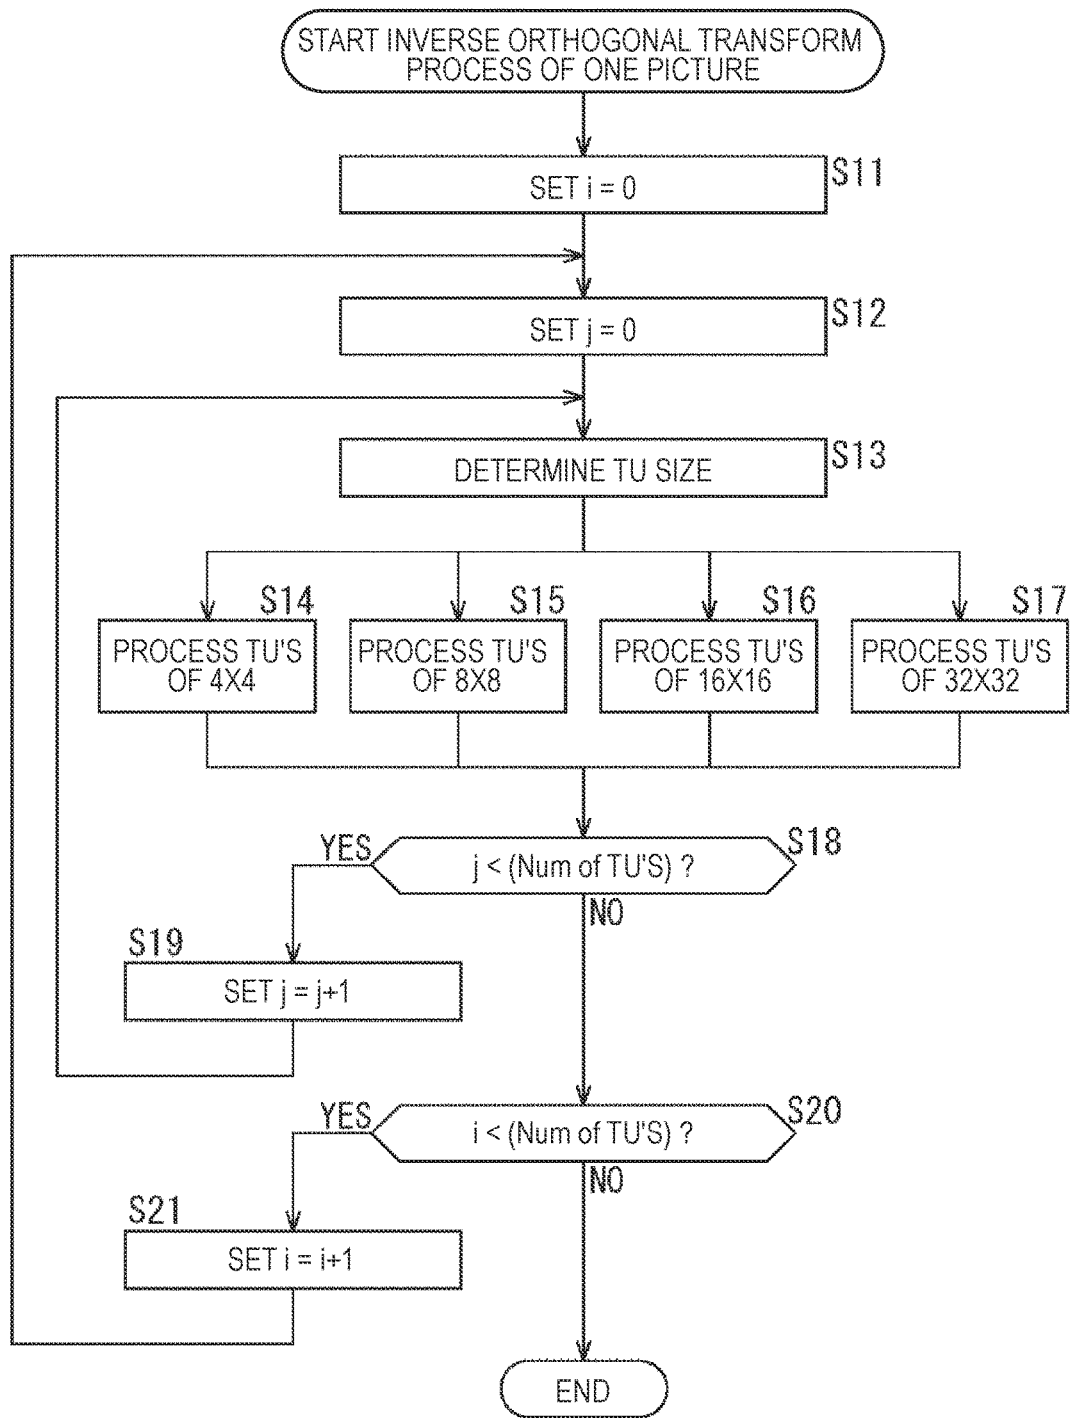 START INVERSE ORTHOGONAL TRANSFORM
PROCESS OF ONE PICTURE
S11
SET i = 0
S12
SET j = 0
S13
DETERMINE TU SIZE
S14
PROCESS TU'S
OF 4X4
S15
PROCESS TU'S
OF 8X8
S16
PROCESS TU'S
OF 16X16
S17
PROCESS TU'S
OF 32X32
S18
YES
j < (Num of TU'S) ?
NO
S19
SET j = j+1
S20
YES
i < (Num of TU'S) ?
NO
S21
SET i = i+1
END